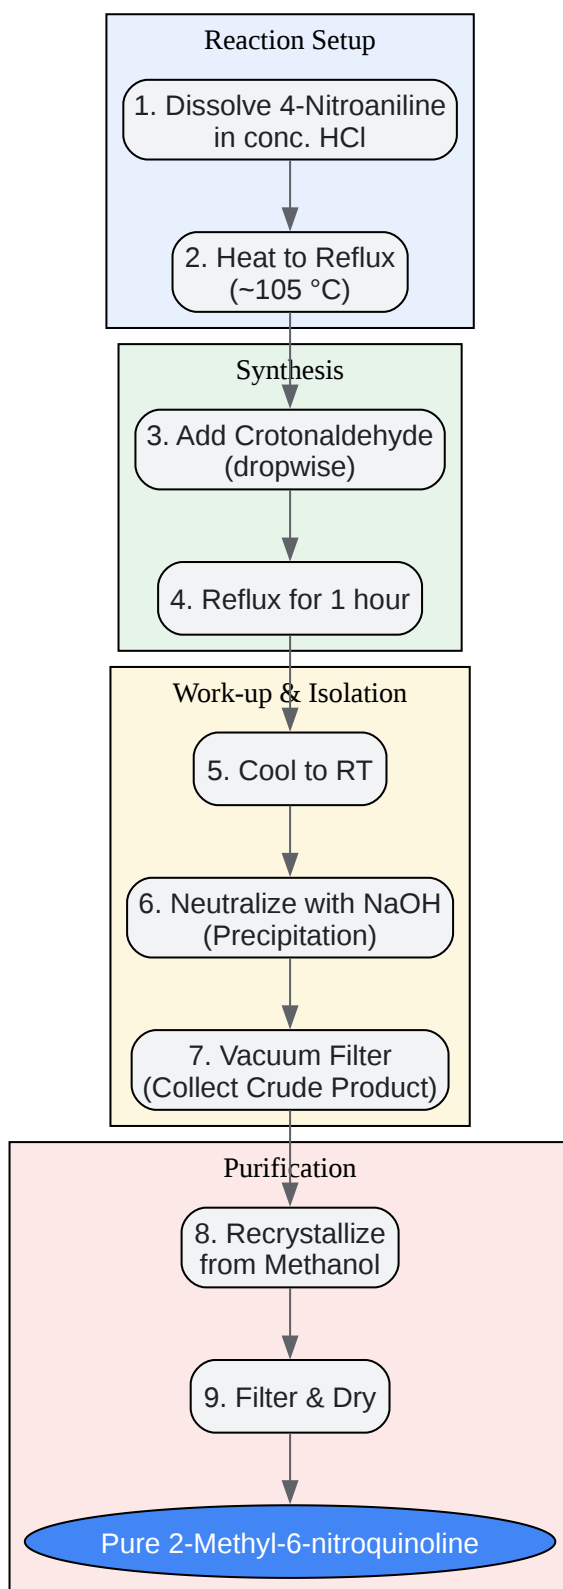 Reaction Setup
1. Dissolve 4-Nitroaniline
in conc. HCl
2. Heat to Reflux
(~105 °C)
Synthesis
3. Add Crotonaldehyde
(dropwise)
4. Reflux for 1 hour
Work-up & Isolation
5. Cool to RT
6. Neutralize with NaOH
(Precipitation)
7. Vacuum Filter
(Collect Crude Product)
Purification
8. Recrystallize
from Methanol
9. Filter & Dry
Pure 2-Methyl-6-nitroquinoline